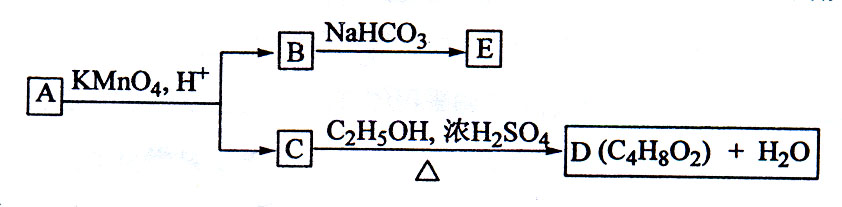 A
KMnO₄, H⁺
B
NaHCO₃
E
C
C₂H₅OH, 浓H₂SO₄
△
D (C₄H₈O₂) + H₂O